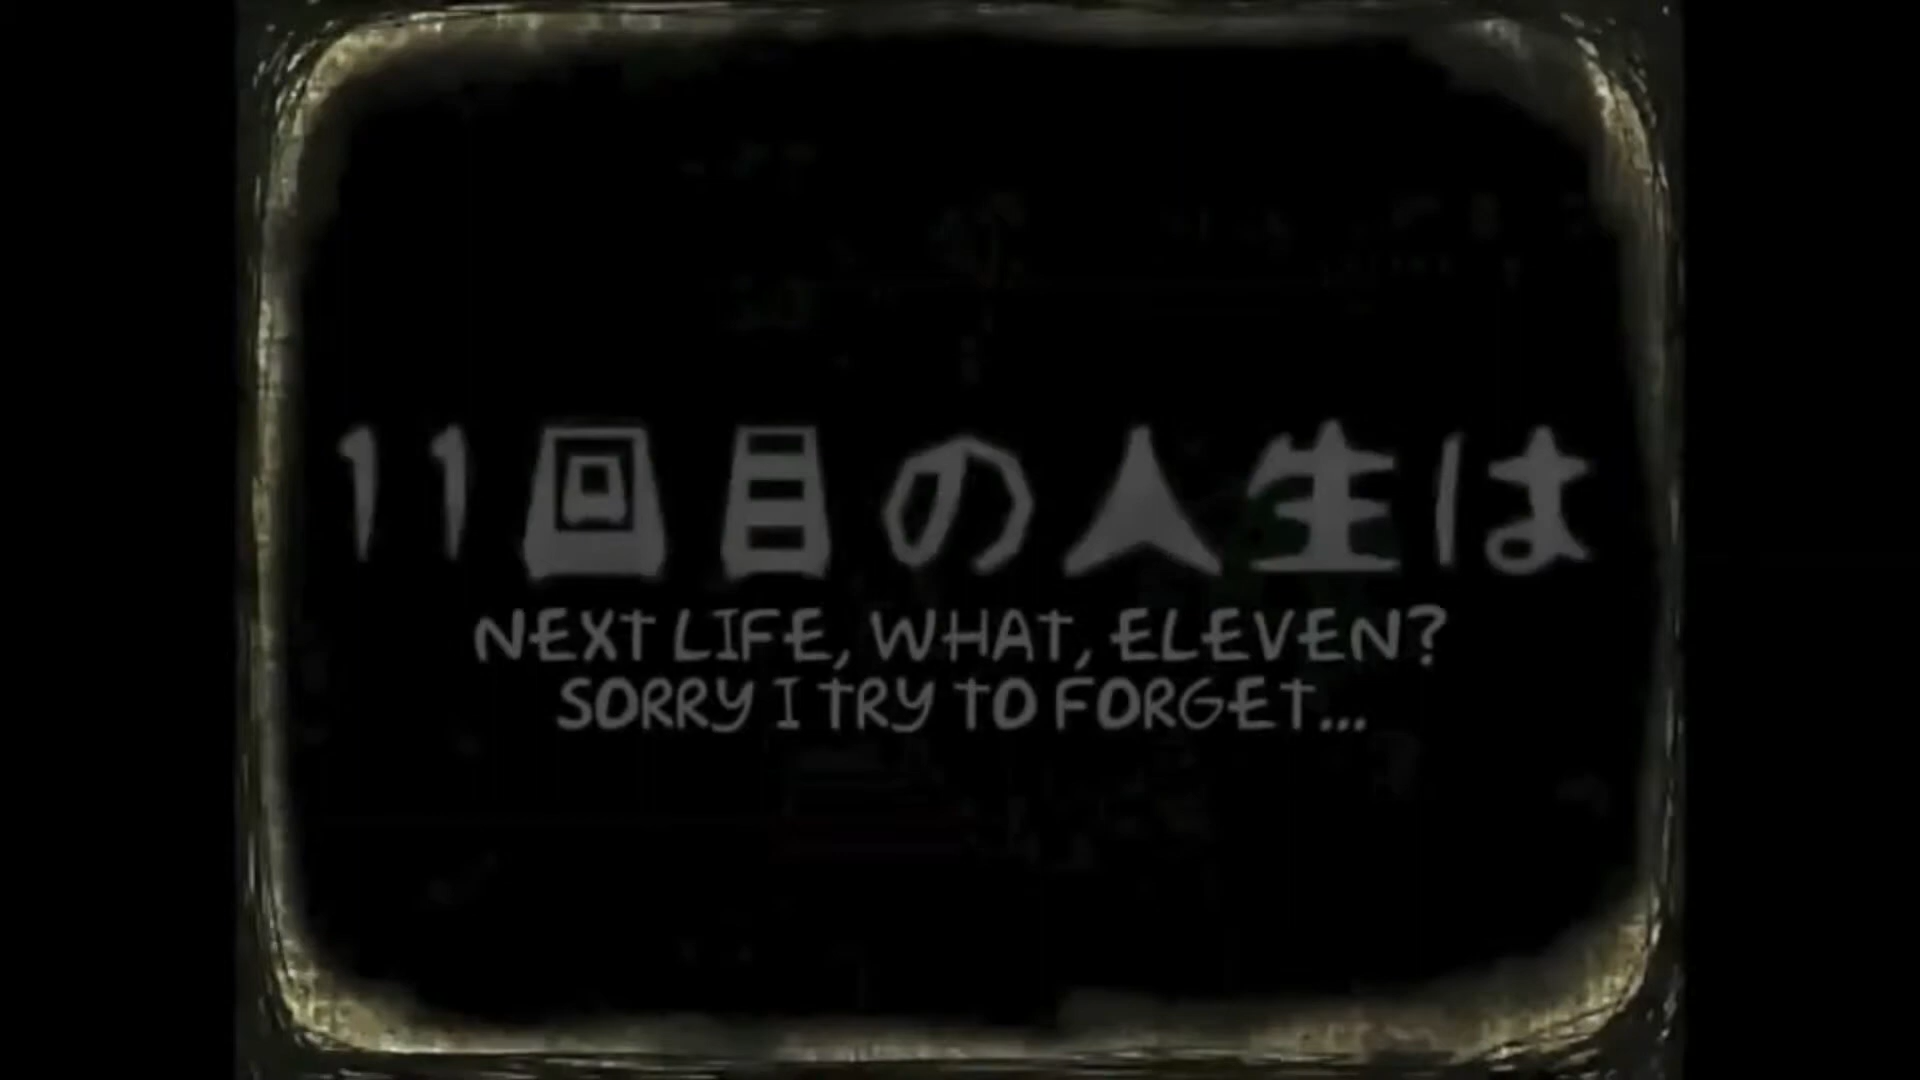 11回目の人生は
NEXT LIFE, WHAT, ELEVEN?
SORRY I TRY TO FORGET...